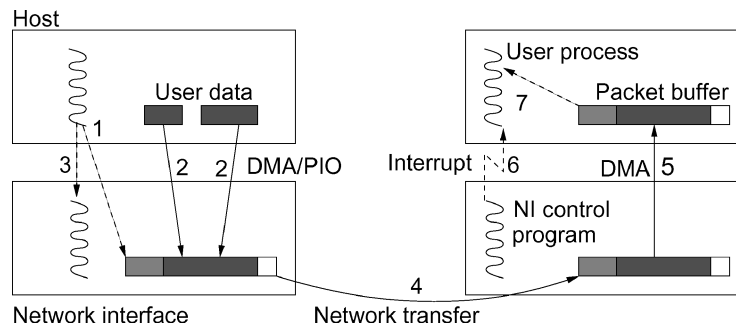 Host
User data
1
3
2
2
DMA/PIO
Network interface
4
Network transfer
User process
7
Packet buffer
Interrupt
6
DMA
5
NI control
program